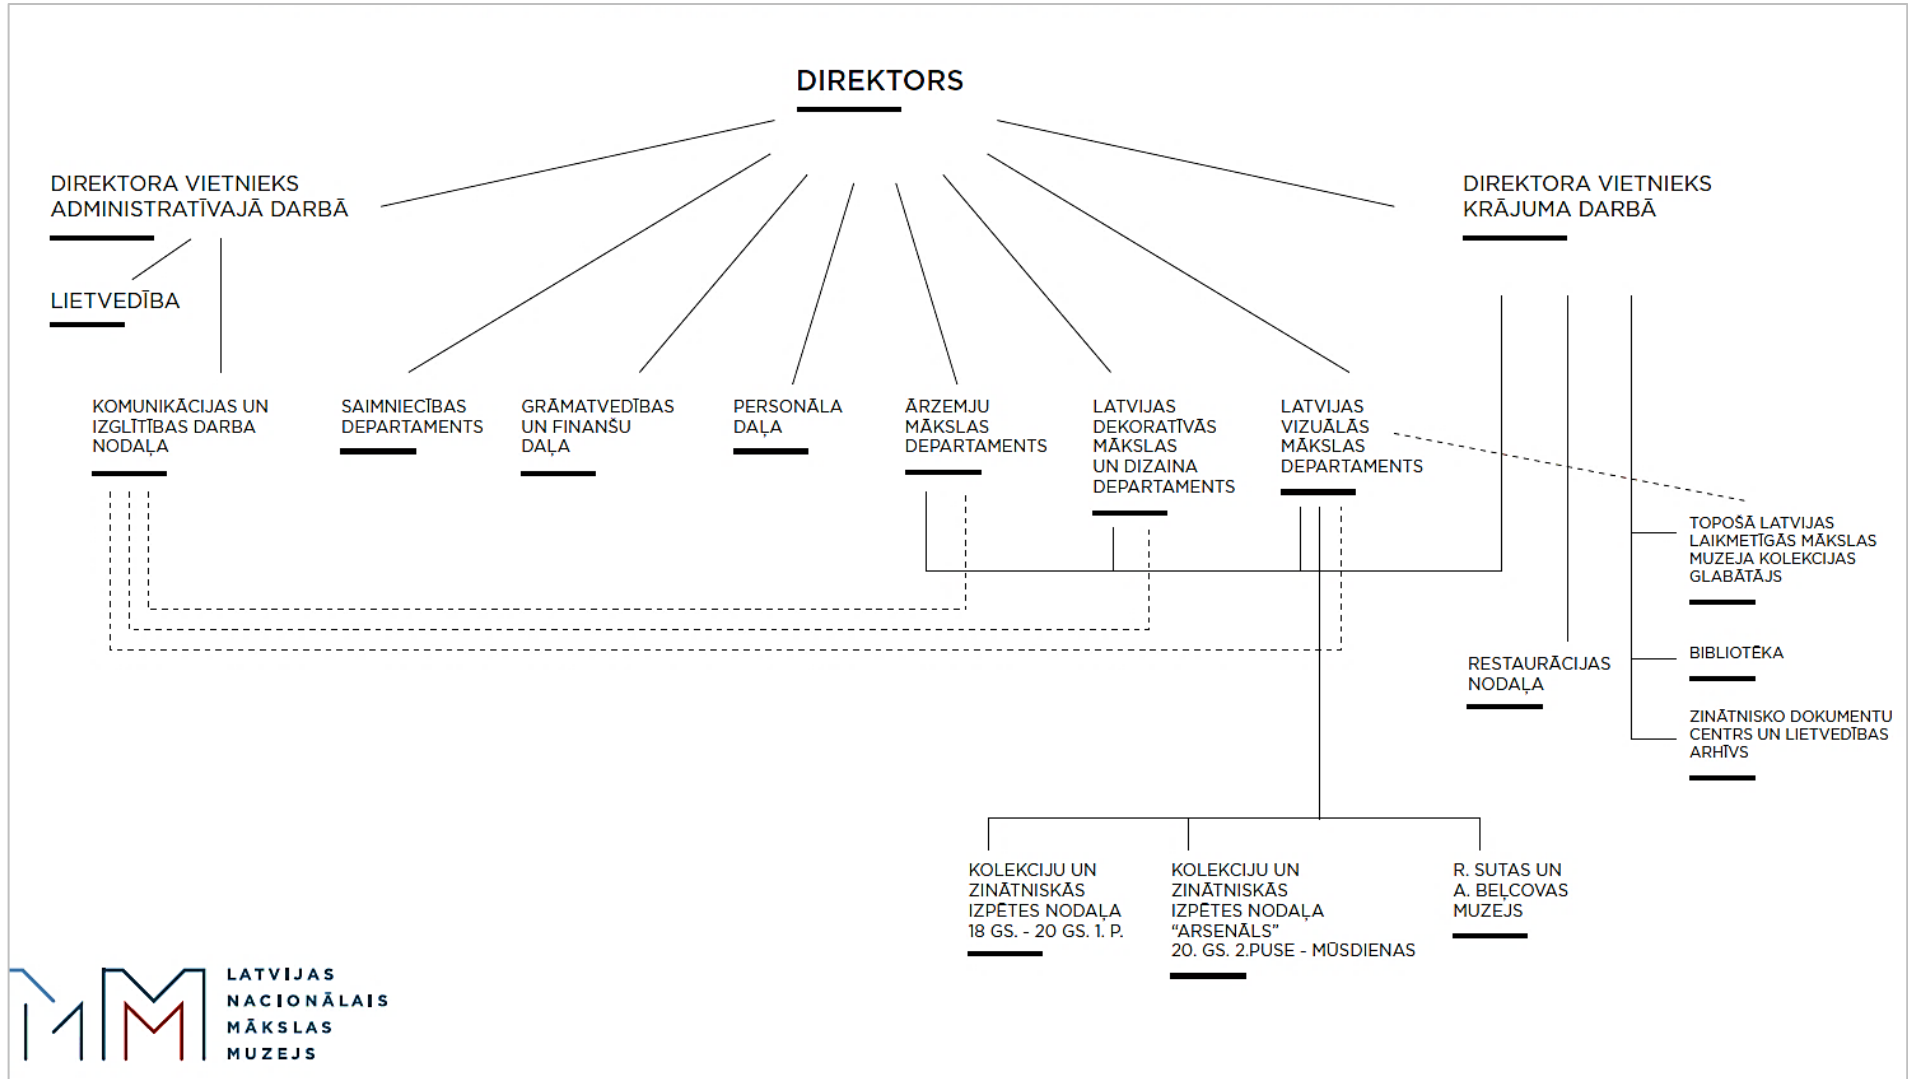 DIREKTORS
DIREKTORA VIETNIEKS
ADMINISTRATĪVAJĀ DARBĀ
DIREKTORA VIETNIEKS
KRĀJUMA DARBĀ
LIETVEDĪBA
KOMUNIKĀCIJAS UN
IZGLĪTĪBAS DARBA
NODAĻA
SAIMNIECĪBAS
DEPARTAMENTS
GRĀMATVEDĪBAS
UN FINANŠU
DAĻA
PERSONĀLA
DAĻA
ĀRZEMJU
MĀKSLAS
DEPARTAMENTS
LATVIJAS
DEKORATĪVĀS
MĀKSLAS
UN DIZAINA
DEPARTAMENTS
LATVIJAS
VIZUĀLĀS
MĀKSLAS
DEPARTAMENTS
TOPOŠĀ LATVIJAS
LAIKMETĪGĀS MĀKSLAS
MUZEJA KOLEKCIJAS
GLABĀTĀJS
RESTAURĀCIJAS
NODAĻA
BIBLIOTĒKA
ZINĀTNISKO DOKUMENTU
CENTRS UN LIETVEDĪBAS
ARHĪVS
KOLEKCIJU UN
ZINĀTNISKĀS
IZPĒTES NODAĻA
18 GS. - 20 GS. 1. P.
KOLEKCIJU UN
ZINĀTNISKĀS
IZPĒTES NODAĻA
“ARSENĀLS”
20. GS. 2.PUSE - MŪSDIENAS
R. SUTAS UN
A. BEĻCOVAS
MUZEJS
LATVIJAS
NACIONĀLAIS
MĀKSLAS
MUZEJS